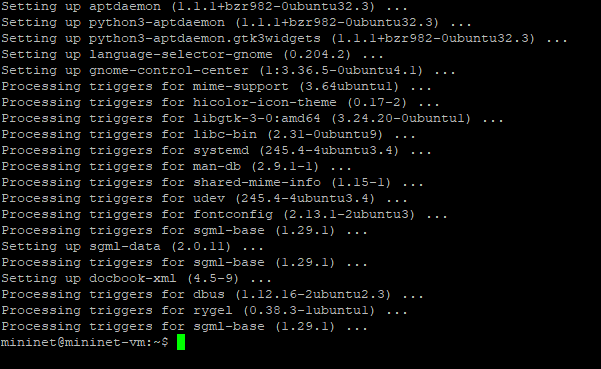 Setting up aptdaemon (1.1.1+bzr982-0ubuntu32.3) ...
Setting up python3-aptdaemon (1.1.1+bzr982-0ubuntu32.3) ...
Setting up python3-aptdaemon.gtk3widgets (1.1.1+bzr982-0ubuntu32.3) ...
Setting up language-selector-gnome (0.204.2) ...
Setting up gnome-control-center (1:3.36.5-0ubuntu4.1) ...
Processing triggers for mime-support (3.64ubuntu1) ...
Processing triggers for hicolor-icon-theme (0.17-2) ...
Processing triggers for libgtk-3-0:amd64 (3.24.20-0ubuntu1) ...
Processing triggers for libc-bin (2.31-0ubuntu9) ...
Processing triggers for systemd (245.4-4ubuntu3.4) ...
Processing triggers for man-db (2.9.1-1) ...
Processing triggers for shared-mime-info (1.15-1) ...
Processing triggers for udev (245.4-4ubuntu3.4) ...
Processing triggers for fontconfig (2.13.1-2ubuntu3) ...
Processing triggers for sgml-base (1.29.1) ...
Setting up sgml-data (2.0.11) ...
Processing triggers for sgml-base (1.29.1) ...
Setting up docbook-xml (4.5-9) ...
Processing triggers for dbus (1.12.16-2ubuntu2.3) ...
Processing triggers for rygel (0.38.3-1ubuntu1) ...
Processing triggers for sgml-base (1.29.1) ...
mininet@mininet-vm:~$